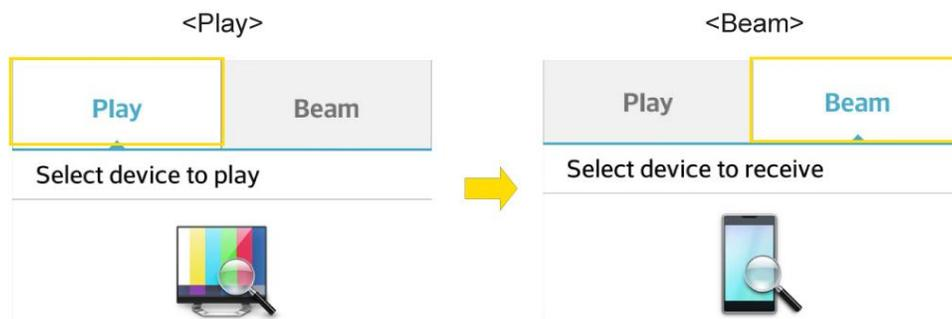 <Play>
Play Beam
Select device to play
<Beam>
Play Beam
Select device to receive